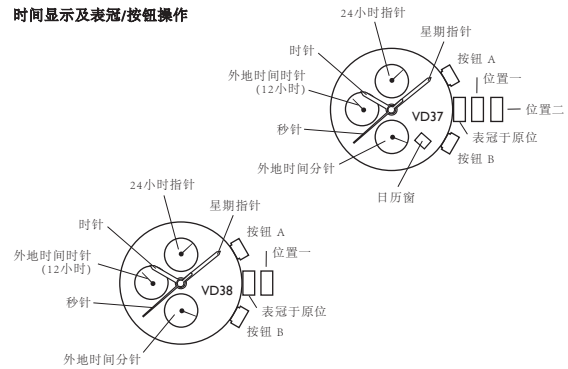 时间显示及表冠/按钮操作
24小时指针
星期指针
时针
按钮 A
外地时间时针
(12小时)
位置一
VD37
位置二
秒针
表冠于原位
外地时间分针
按钮 B
日历窗
24小时指针
星期指针
时针
按钮 A
外地时间时针
(12小时)
位置一
VD38
秒针
表冠于原位
按钮 B
外地时间分针